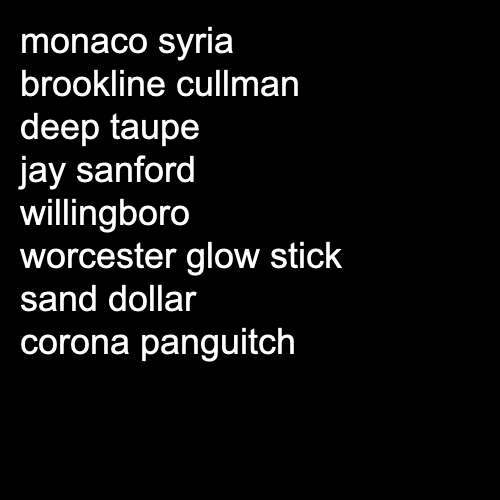 monaco syria
brookline cullman
deep taupe
jay sanford
willingboro
worcester glow stick
sand dollar
corona panguitch